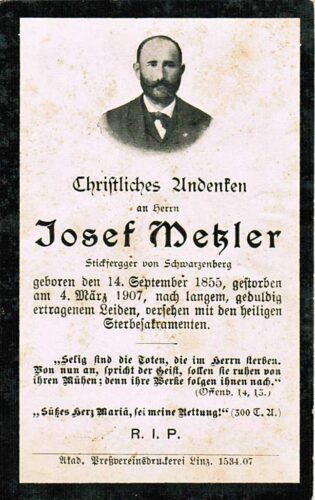 Christliches Andenken
an Herrn
Josef Metzler
Stickfergger von Schwarzenberg
geboren den 14. September 1855, gestorben
am 4. März 1907, nach langem, geduldig
ertragenem Leiden, versehen mit den heiligen
Sterbesakramenten.
„Selig sind die Toten, die im Herrn sterben.
Von nun an, spricht der Geist, sollen sie ruhen von
ihren Mühen; denn ihre Werke folgen ihnen nach.“
(Offenb. 14, 13.)
„Süßes Herz Mariä, sei meine Rettung!“ (300 T. A.)
R. I. P.
Akad. Preßvereinsdruckerei Linz. 1534.07